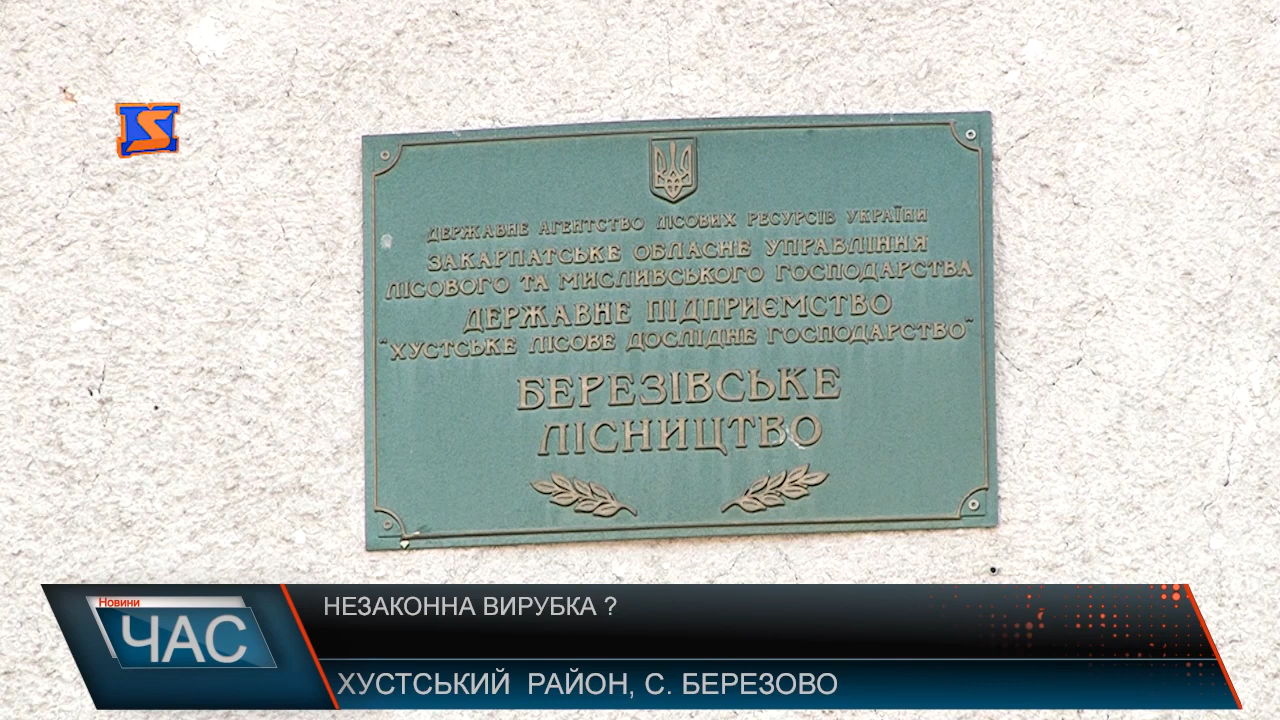 ДЕРЖАВНЕ АГЕНТСТВО ЛІСОВИХ РЕСУРСІВ УКРАЇНИ
ЗАКАРПАТСЬКЕ ОБЛАСНЕ УПРАВЛІННЯ
ЛІСОВОГО ТА МИСЛИВСЬКОГО ГОСПОДАРСТВА
ДЕРЖАВНЕ ПІДПРИЄМСТВО
"ХУСТСЬКЕ ЛІСОВЕ ДОСЛІДНЕ ГОСПОДАРСТВО"
БЕРЕЗІВСЬКЕ
ЛІСНИЦТВО
Новини
ЧАС
НЕЗАКОННА ВИРУБКА ?
ХУСТСЬКИЙ РАЙОН, С. БЕРЕЗОВО